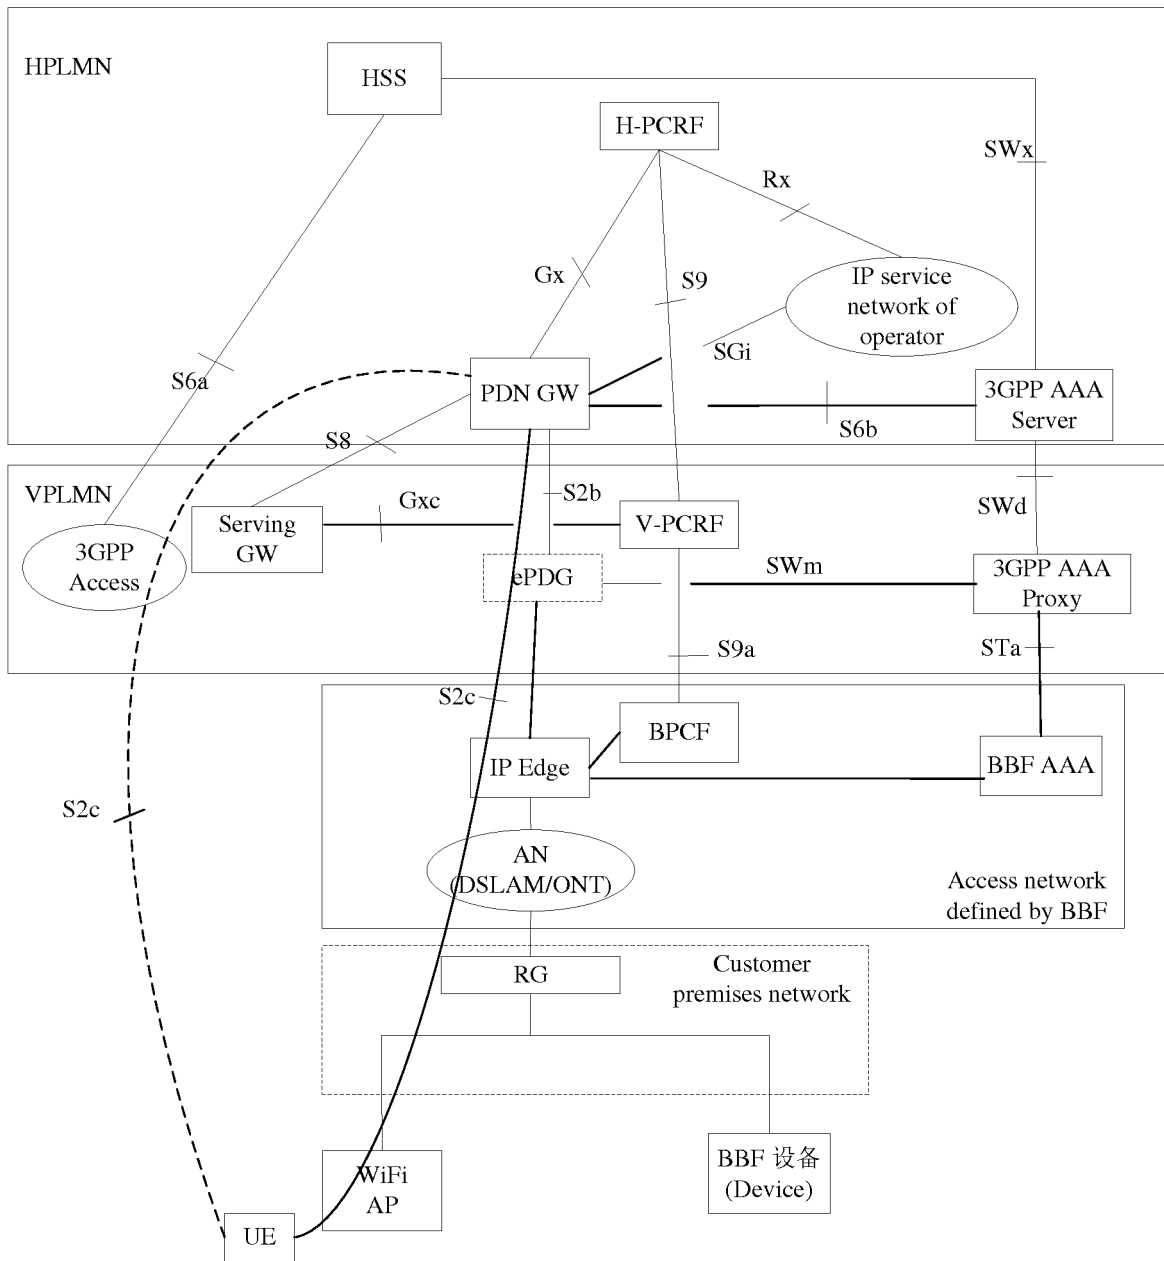 HPLMN
HSS
H-PCRF
SWx
Rx
Gx
S9
IP service
network of
operator
SGi
S6a
PDN GW
3GPP AAA
Server
S6b
S8
VPLMN
S2b
Gxc
SWd
Serving
GW
V-PCRF
3GPP
Access
ePDG
SWm
3GPP AAA
Proxy
S9a
STa
S2c
BPCF
IP Edge
BBF AAA
S2c
AN
(DSLAM/ONT)
Access network
defined by BBF
RG
Customer
premises network
WiFi
AP
BBF 设备
(Device)
UE